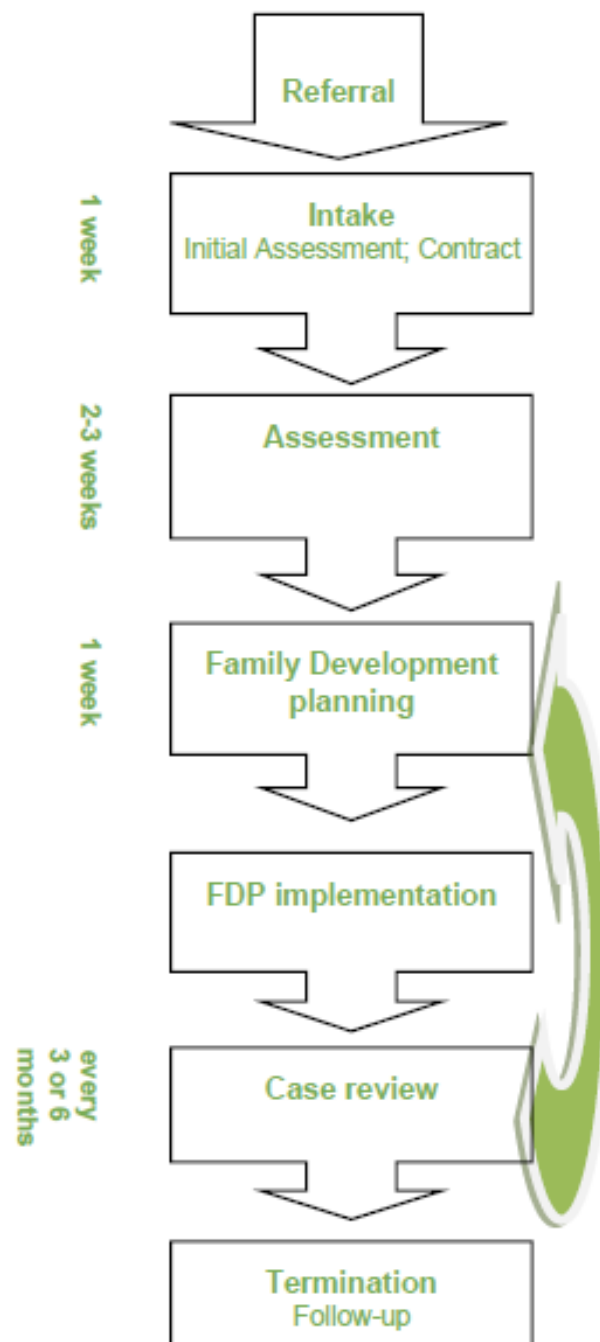 Referral
1 week
Intake
Initial Assessment; Contract
2-3 weeks
Assessment
1 week
Family Development
planning
FDP implementation
every
3 or 6
months
Case review
Termination
Follow-up